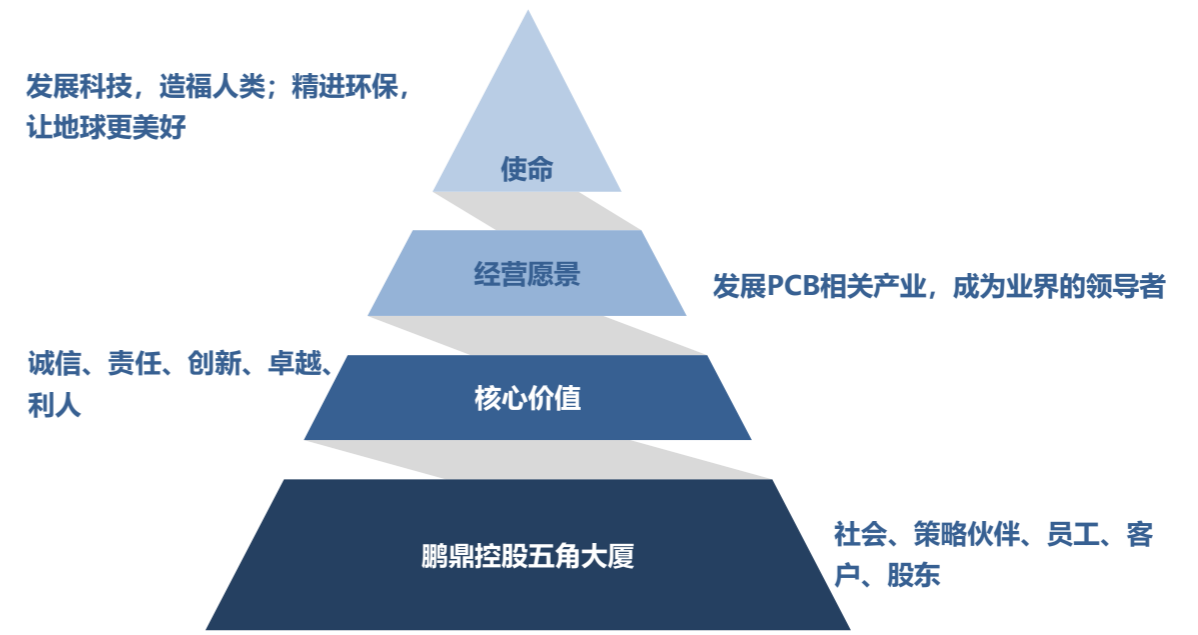 发展科技，造福人类；精进环保，
让地球更美好
使命
经营愿景
发展PCB相关产业，成为业界的领导者
诚信、责任、创新、卓越、
利人
核心价值
鹏鼎控股五角大厦
社会、策略伙伴、员工、客
户、股东